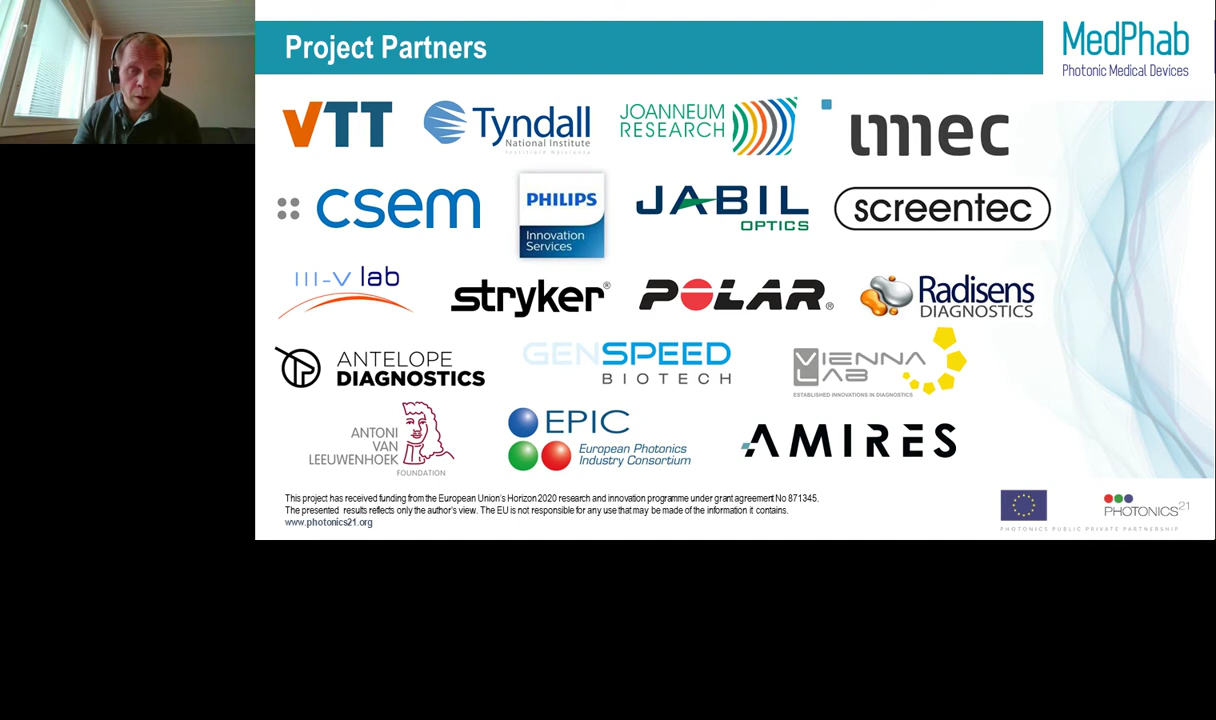 Project Partners
MedPhab
Photonic Medical Devices
VTT
Tyndall
National Institute
JOANNEUM
RESEARCH
imec
csem
PHILIPS
Innovation
Services
JABIL
OPTICS
screentec
III-V lab
stryker®
POLAR®
Radisens
DIAGNOSTICS
ANTELOPE
DIAGNOSTICS
GENSPEED
BIOTECH
VIENNA
LAB
ESTABLISHED INNOVATIONS IN DIAGNOSTICS
ANTONI
VAN
LEEUWENHOEK
FOUNDATION
EPIC
European Photonics
Industry Consortium
AMIRES
This project has received funding from the European Union's Horizon 2020 research and innovation programme under grant agreement No 871345.
The presented results reflects only the author's view. The EU is not responsible for any use that may be made of the information it contains.
www.photonics21.org
PHOTONICS21
PHOTONICS PUBLIC PRIVATE PARTNERSHIP